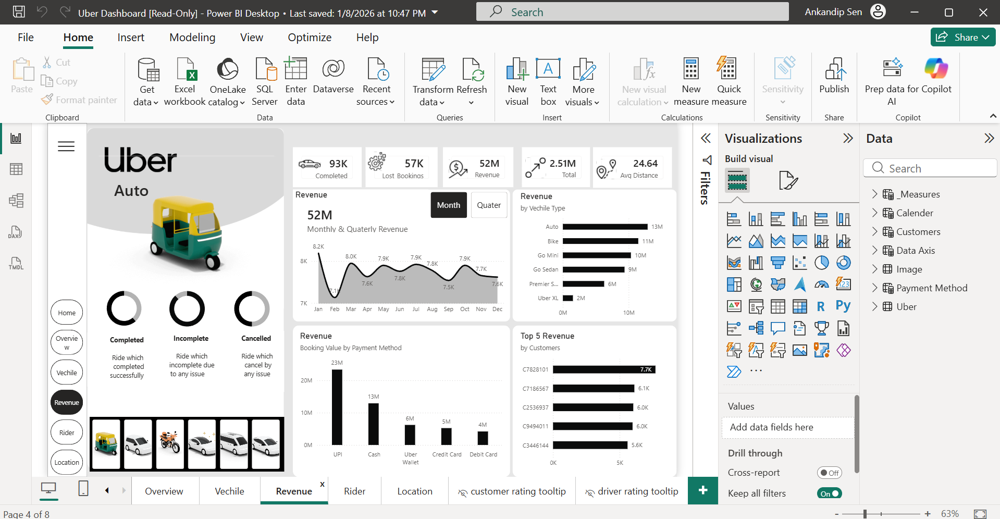 Uber Dashboard [Read-Only] - Power BI Desktop • Last saved: 1/8/2026 at 10:47 PM
Search
Ankandip Sen
File
Home
Insert
Modeling
View
Optimize
Help
Share
Paste
Cut
Copy
Format painter
Clipboard
Get data
Excel workbook
OneLake catalog
SQL Server
Enter data
Dataverse
Recent sources
Data
Transform data
Refresh
Queries
New visual
Text box
More visuals
Insert
New visual calculation
New measure
Quick measure
Calculations
Sensitivity
Sensitivity
Publish
Share
Prep data for AI
Copilot
Copilot
DAX
TMDL
Home
Overvie
w
Vechile
Revenue
Rider
Location
Uber
Auto
Completed
Ride which
completed
successfully
Incomplete
Ride which
incomplete due
to any issue
Cancelled
Ride which
cancel by
any issue
93K
Completed
57K
Lost Bookings
52M
Revenue
2.51M
Total
24.64
Avg Distance
Revenue
52M
Monthly & Quaterly Revenue
Month
Quater
8.2K
7.1K
8.0K
7.6K
7.9K
7.8K
7.9K
7.8K
7.5K
7.9K
7.7K
7.6K
8K
7K
Jan Feb Mar Apr May Jun Jul Aug Sep Oct Nov Dec
Revenue
by Vechile Type
Auto 13M
Bike 11M
Go Mini 10M
Go Sedan 9M
Premier S... 6M
Uber XL 2M
0M 10M
Revenue
Booking Value by Payment Method
23M
13M
6M
5M
4M
20M
10M
0M
UPI
Cash
Uber
Wallet
Credit Card
Debit Card
Top 5 Revenue
by Customers
C7828101 7.7K
C7186567 6.1K
C2536937 6.0K
C9494011 6.0K
C3446144 5.6K
0K 5K
Filters
Visualizations
Build visual
123
R
Py
Values
Add data fields here
Drill through
Cross-report
Off
Keep all filters
On
Data
Search
_Measures
Calender
Customers
Data Axis
Image
Payment Method
Uber
Overview
Vechile
Revenue
x
Rider
Location
customer rating tooltip
driver rating tooltip
+
Page 4 of 8
- + 63%